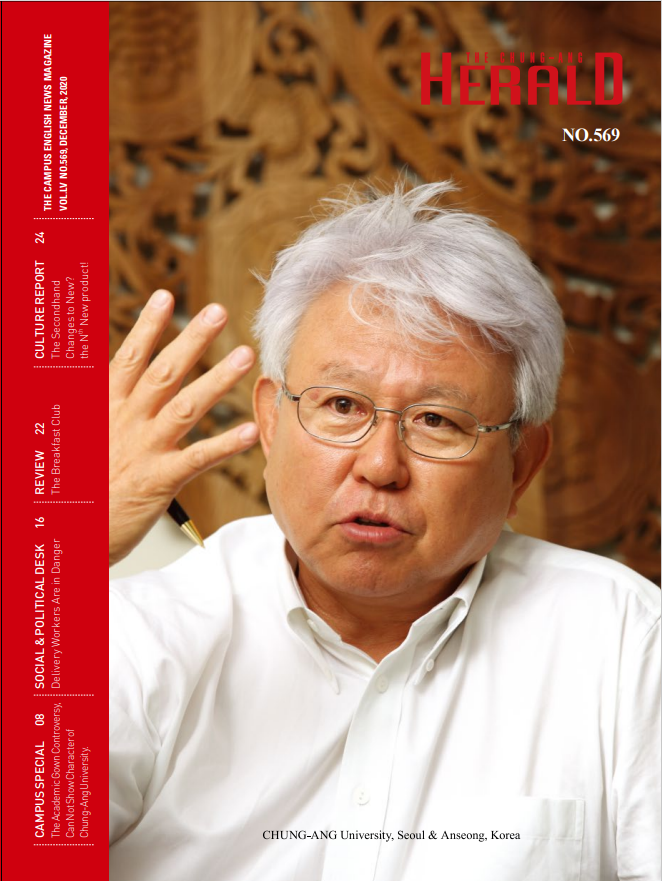 THE CHUNG-ANG
HERALD
NO.569
THE CAMPUS ENGLISH NEWS MAGAZINE
VOL.LV NO.569, DECEMBER, 2020
CULTURE REPORT 24
The Secondhand
Changes to New?
the Nth New product!
REVIEW 22
The Breakfast Club
SOCIAL & POLITICAL DESK 16
Delivery Workers Are in Danger
CAMPUS SPECIAL 08
The Academic Gown Controversy,
Can Not Show Character of
Chung-Ang University.
CHUNG-ANG University, Seoul & Anseong, Korea